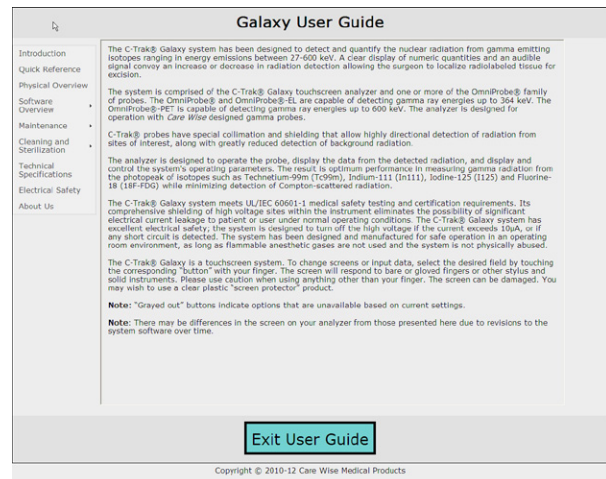 Galaxy User Guide
Introduction
Quick Reference
Physical Overview
Software
Overview
Maintenance
Cleaning and
Sterilization
Technical
Specifications
Electrical Safety
About Us
The C-Trak® Galaxy system has been designed to detect and quantify the nuclear radiation from gamma emitting
isotopes ranging in energy emissions between 27-600 keV. A clear display of numeric quantities and an audible
signal convey an increase or decrease in radiation detection allowing the surgeon to localize radiolabeled tissue for
excision.
The system is comprised of the C-Trak® Galaxy touchscreen analyzer and one or more of the OmniProbe® family
of probes. The OmniProbe® and OmniProbe®-EL are capable of detecting gamma ray energies up to 364 keV. The
OmniProbe®-PET is capable of detecting gamma ray energies up to 600 keV. The analyzer is designed for
operation with Care Wise designed gamma probes.
C-Trak® probes have special collimation and shielding that allow highly directional detection of radiation from
sites of interest, along with greatly reduced detection of background radiation.
The analyzer is designed to operate the probe, display the data from the detected radiation, and display and
control the system's operating parameters. The result is optimum performance in measuring gamma radiation from
the photopeak of isotopes such as Technetium-99m (Tc99m), Indium-111 (In111), Iodine-125 (I125) and Fluorine-
18 (18F-FDG) while minimizing detection of Compton-scattered radiation.
The C-Trak® Galaxy system meets UL/IEC 60601-1 medical safety testing and certification requirements. Its
comprehensive shielding of high voltage sites within the instrument eliminates the possibility of significant
electrical current leakage to patient or user under normal operating conditions. The C-Trak® Galaxy system has
excellent electrical safety; the system is designed to turn off the high voltage if the current exceeds 10µA, or if
any short circuit is detected. The system has been designed and manufactured for safe operation in an operating
room environment, as long as flammable anesthetic gases are not used and the system is not physically abused.
The C-Trak® Galaxy is a touchscreen system. To change screens or input data, select the desired field by touching
the corresponding "button" with your finger. The screen will respond to bare or gloved fingers or other stylus and
solid instruments. Please use caution when using anything other than your finger. The screen can be damaged. You
may wish to use a clear plastic "screen protector" product.
Note: "Grayed out" buttons indicate options that are unavailable based on current settings.
Note: There may be differences in the screen on your analyzer from those presented here due to revisions to the
system software over time.
Exit User Guide
Copyright © 2010-12 Care Wise Medical Products